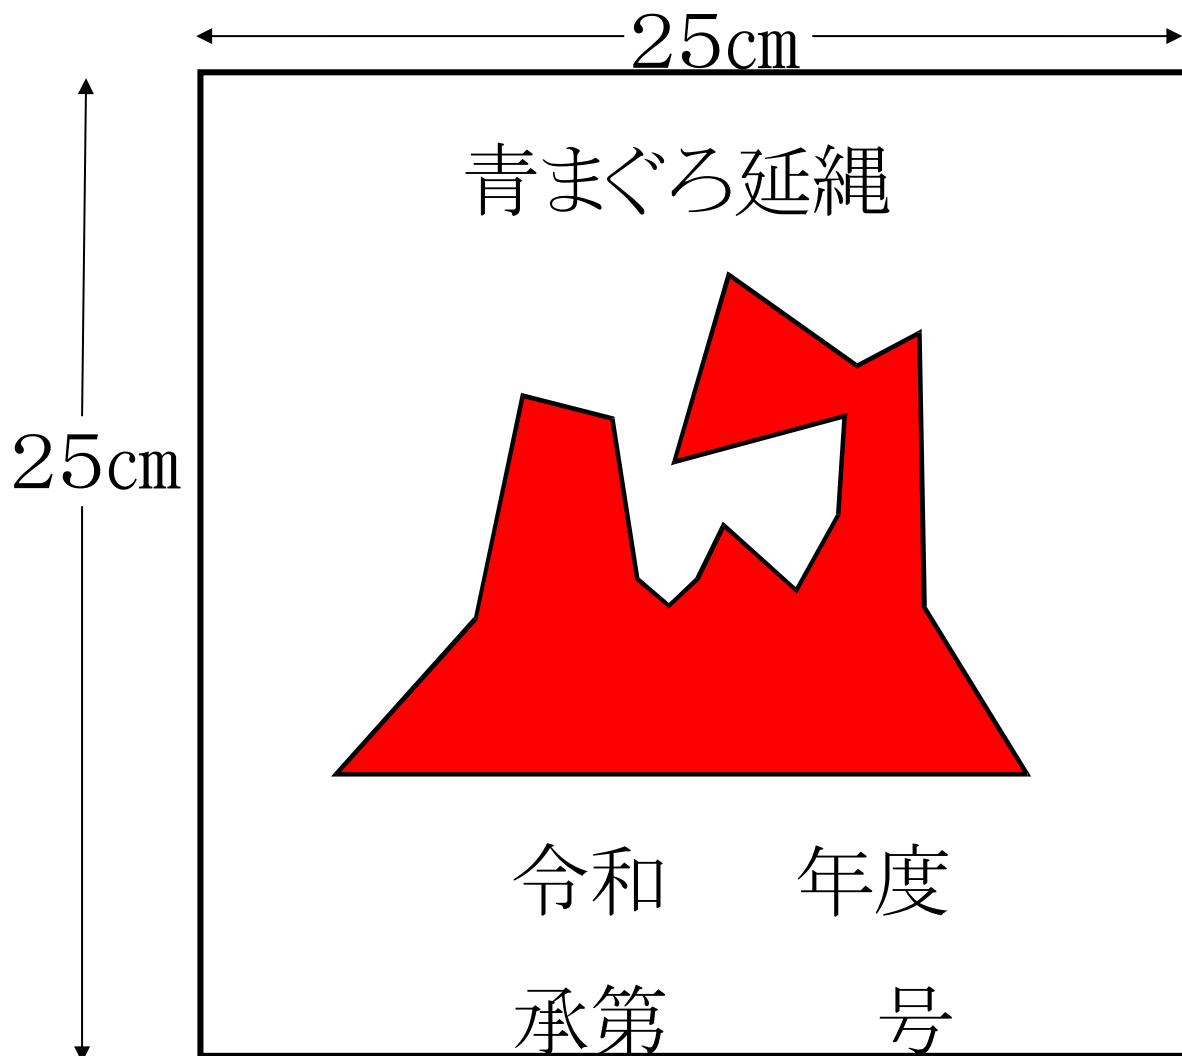 25cm
青まぐろ延縄
25cm
令和　　年度
承第　　　号